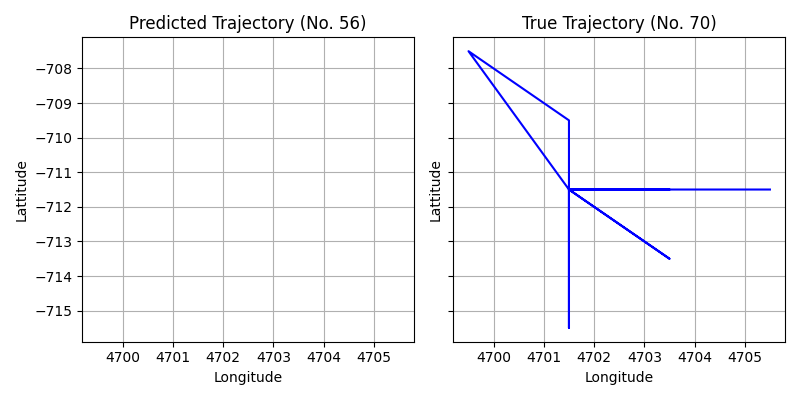 Predicted Trajectory (No. 56)
True Trajectory (No. 70)
Lattitude
−708
−709
−710
−711
−712
−713
−714
−715
4700 4701 4702 4703 4704 4705
Longitude
Lattitude
4700 4701 4702 4703 4704 4705
Longitude